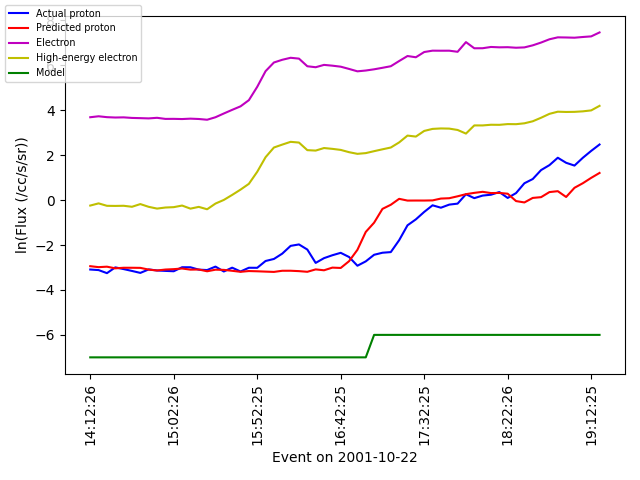 Actual proton
Predicted proton
Electron
High-energy electron
Model
4
2
0
−2
−4
−6
ln(Flux (/cc/s/sr))
14:12:26
15:02:26
15:52:25
16:42:25
17:32:25
18:22:26
19:12:25
Event on 2001-10-22